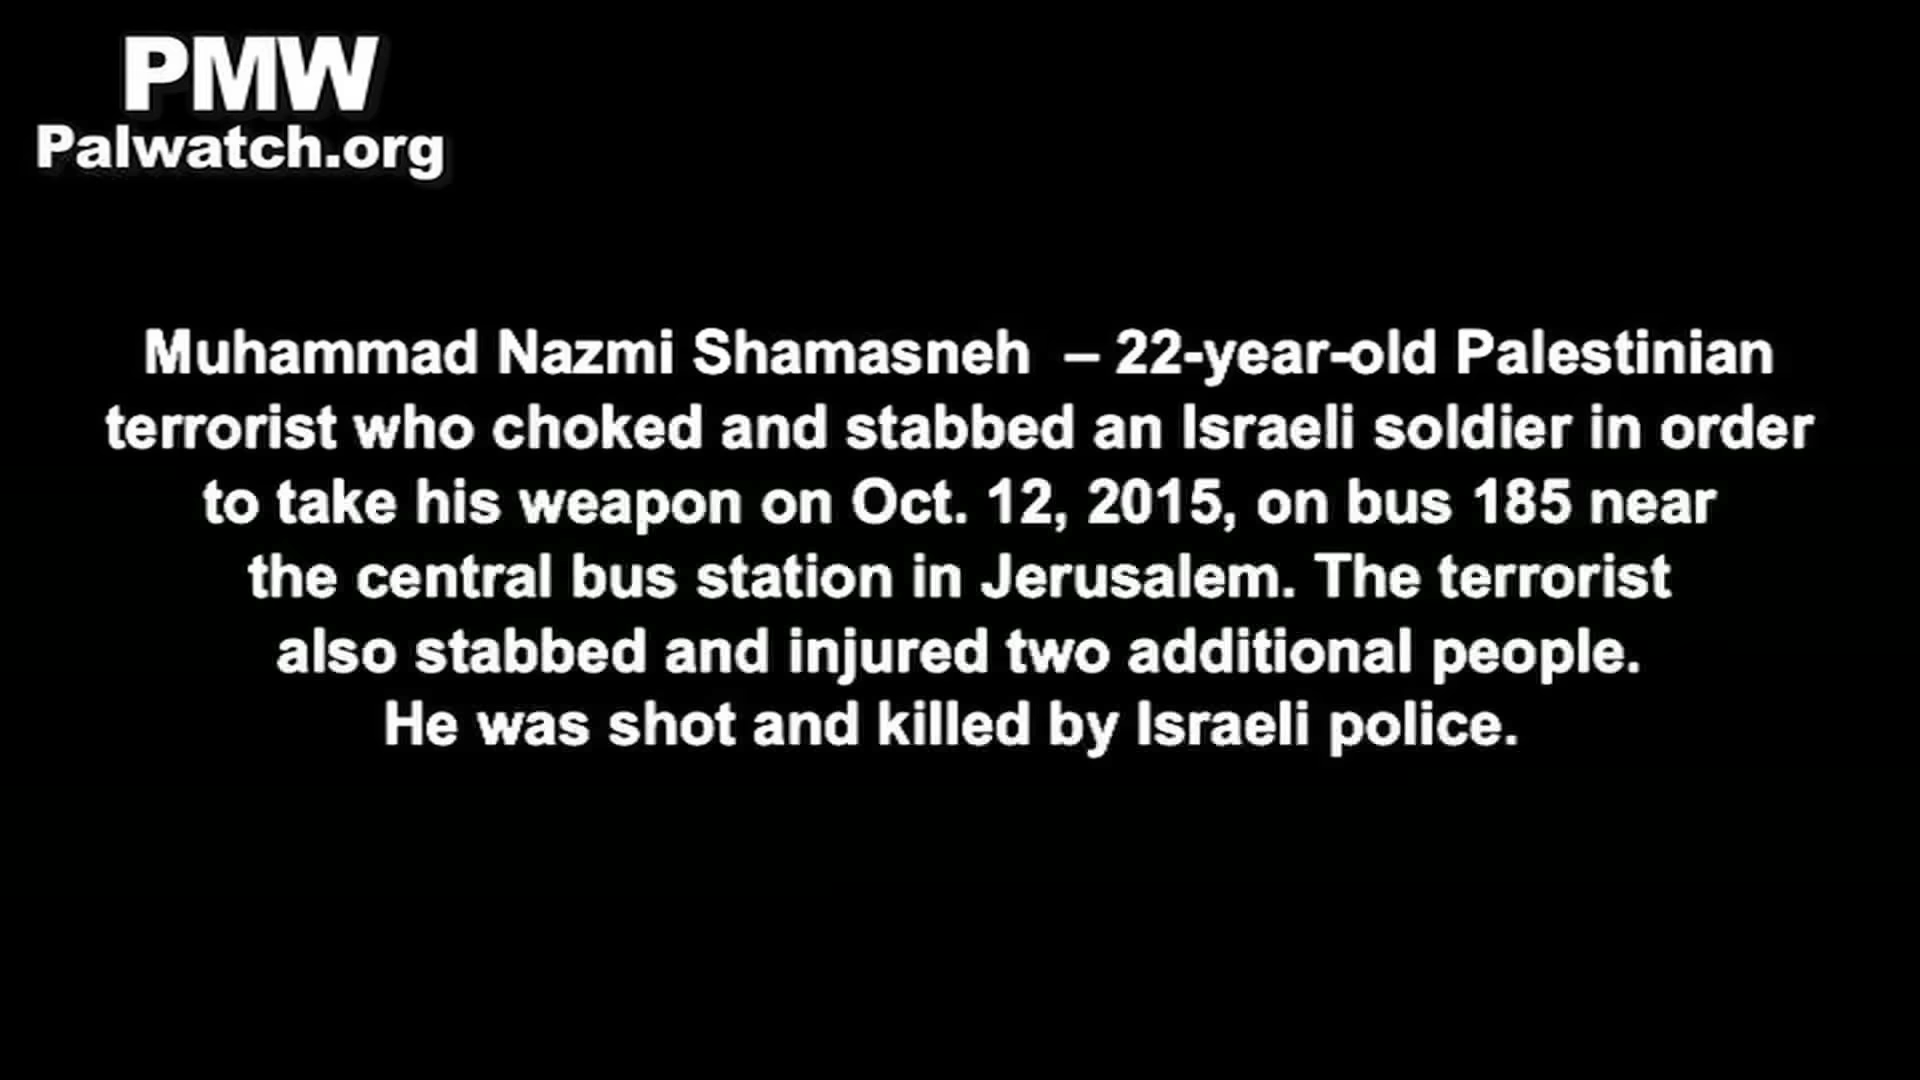 PMW
Palwatch.org
Muhammad Nazmi Shamasneh – 22-year-old Palestinian
terrorist who choked and stabbed an Israeli soldier in order
to take his weapon on Oct. 12, 2015, on bus 185 near
the central bus station in Jerusalem. The terrorist
also stabbed and injured two additional people.
He was shot and killed by Israeli police.